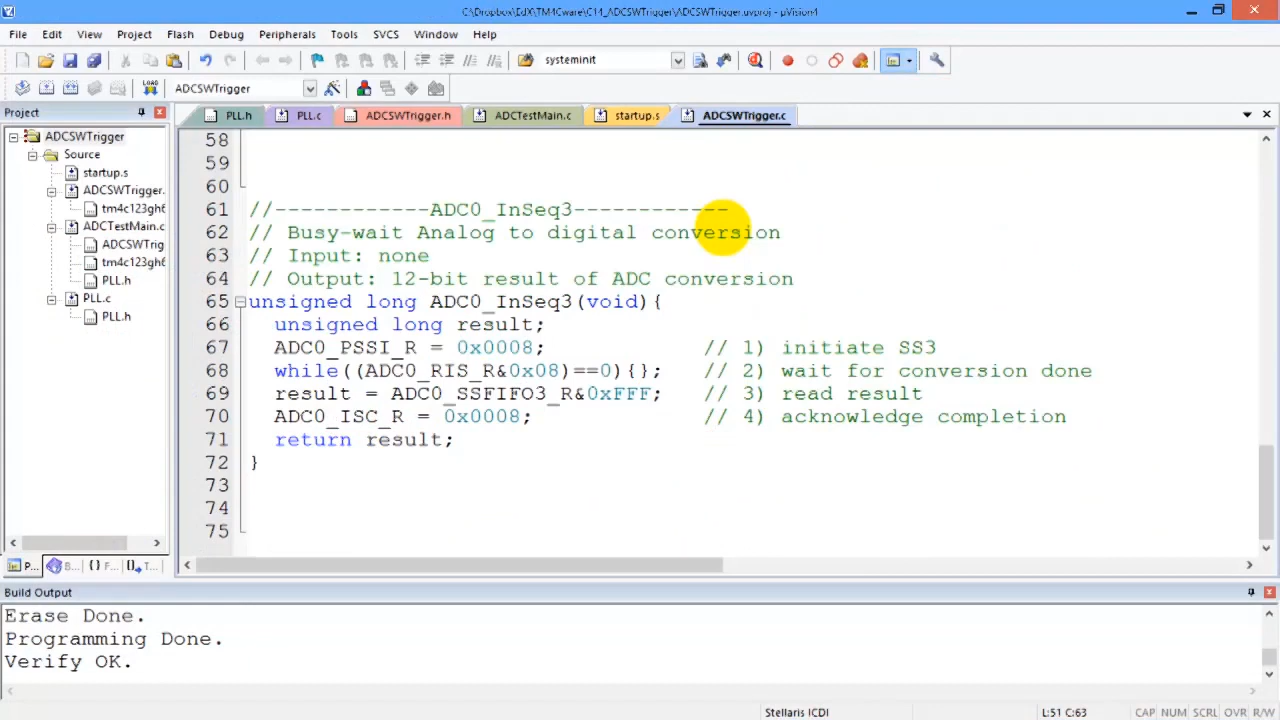 C:\Dropbox\EdX\TM4Cware\C14_ADCSWTrigger\ADCSWTrigger.uvproj - µVision4
File Edit View Project Flash Debug Peripherals Tools SVCS Window Help
systeminit
LOAD
ADCSWTrigger
Project
PLL.h PLL.c ADCSWTrigger.h ADCTestMain.c startup.s ADCSWTrigger.c
ADCSWTrigger
Source
startup.s
ADCSWTrigger.
tm4c123gh6
ADCTestMain.c
ADCSWTrig
tm4c123gh6
PLL.h
PLL.c
PLL.h
P... B... {} F... T...
58
59
60
61 //------------ADC0_InSeq3------------
62 // Busy-wait Analog to digital conversion
63 // Input: none
64 // Output: 12-bit result of ADC conversion
65 unsigned long ADC0_InSeq3(void){
66 unsigned long result;
67 ADC0_PSSI_R = 0x0008; // 1) initiate SS3
68 while((ADC0_RIS_R&0x08)==0){}; // 2) wait for conversion done
69 result = ADC0_SSFIFO3_R&0xFFF; // 3) read result
70 ADC0_ISC_R = 0x0008; // 4) acknowledge completion
71 return result;
72 }
73
74
75
Build Output
Erase Done.
Programming Done.
Verify OK.
Stellaris ICDI L:51 C:63 CAP NUM SCRL OVR R/W